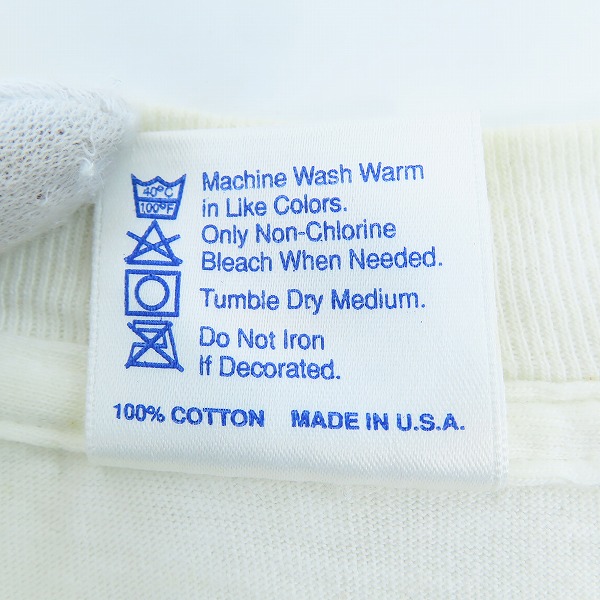 40°C
100°F
Machine Wash Warm
in Like Colors.
Only Non-Chlorine
Bleach When Needed.
Tumble Dry Medium.
Do Not Iron
If Decorated.
100% COTTON MADE IN U.S.A.